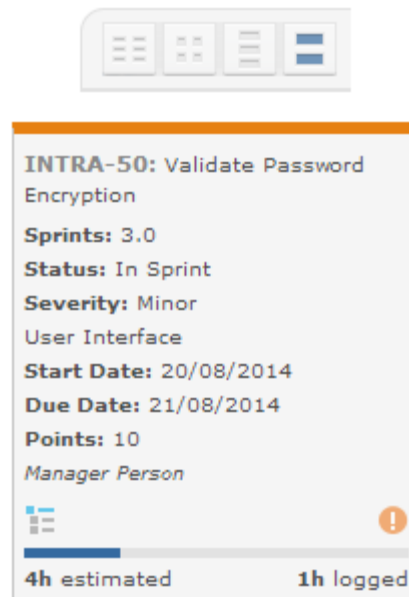 INTRA-50: Validate Password
Encryption
Sprints: 3.0
Status: In Sprint
Severity: Minor
User Interface
Start Date: 20/08/2014
Due Date: 21/08/2014
Points: 10
Manager Person
4h estimated 1h logged